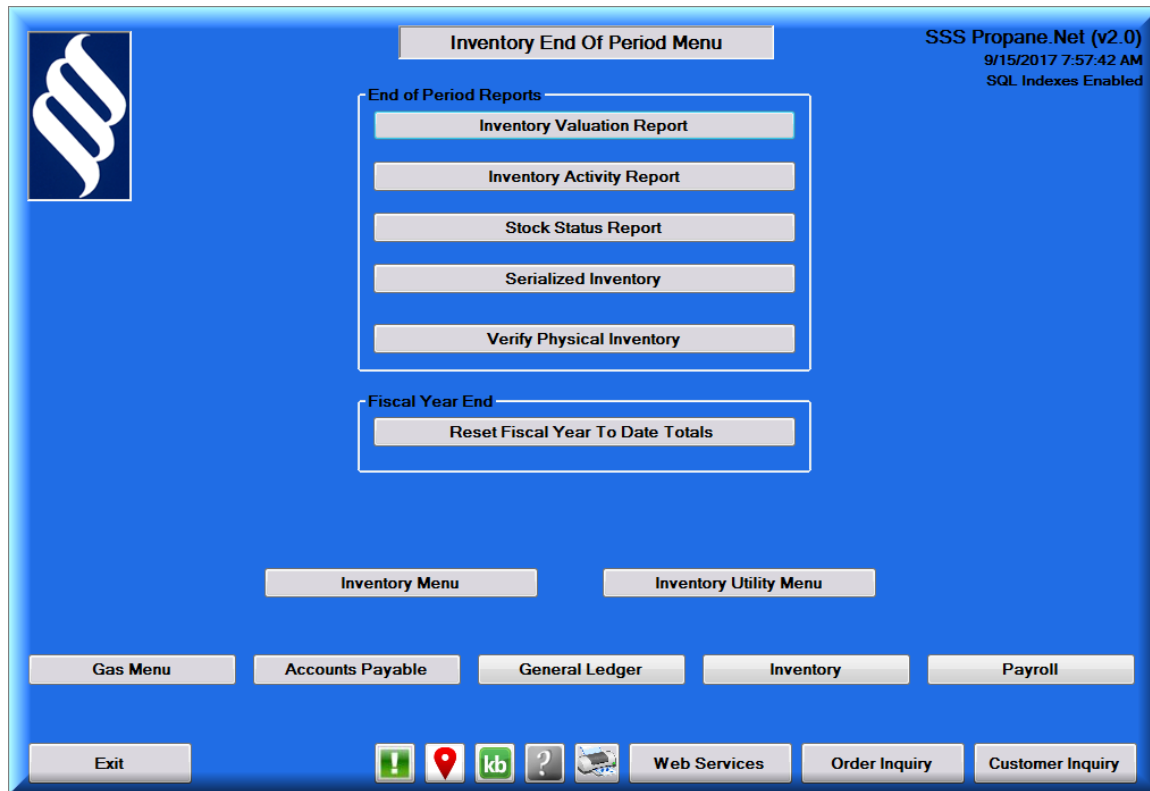 Inventory End Of Period Menu
SSS Propane.Net (v2.0)
9/15/2017 7:57:42 AM
SQL Indexes Enabled
End of Period Reports
Inventory Valuation Report
Inventory Activity Report
Stock Status Report
Serialized Inventory
Verify Physical Inventory
Fiscal Year End
Reset Fiscal Year To Date Totals
Inventory Menu Inventory Utility Menu
Gas Menu Accounts Payable General Ledger Inventory Payroll
Exit ! kb ? Web Services Order Inquiry Customer Inquiry